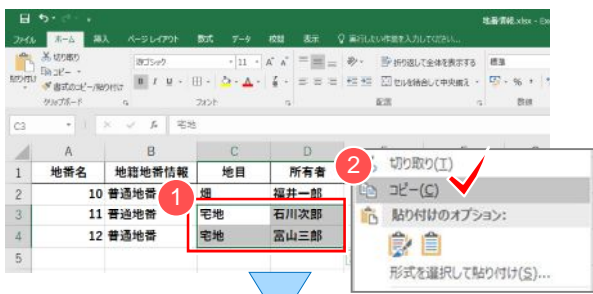 地番情報.xlsx - Exc
ファイル ホーム 挿入 ページ レイアウト 数式 データ 校閲 表示 実行したい作業を入力してください...
切り取り 游ゴシック 11 A A 折り返して全体を表示する 標準
コピー
貼り付け 書式のコピー/貼り付け B I U A セルを結合して中央揃え %
クリップボード フォント 配置 数値
C3 fx 宅地
A B C D
1 地番名 地籍地番情報 地目 所有者
2 10 普通地番 畑 福井一郎
3 11 普通地番 宅地 石川次郎
4 12 普通地番 宅地 富山三郎
5
1
2
切り取り(T)
コピー(C)
貼り付けのオプション:
形式を選択して貼り付け(S)...